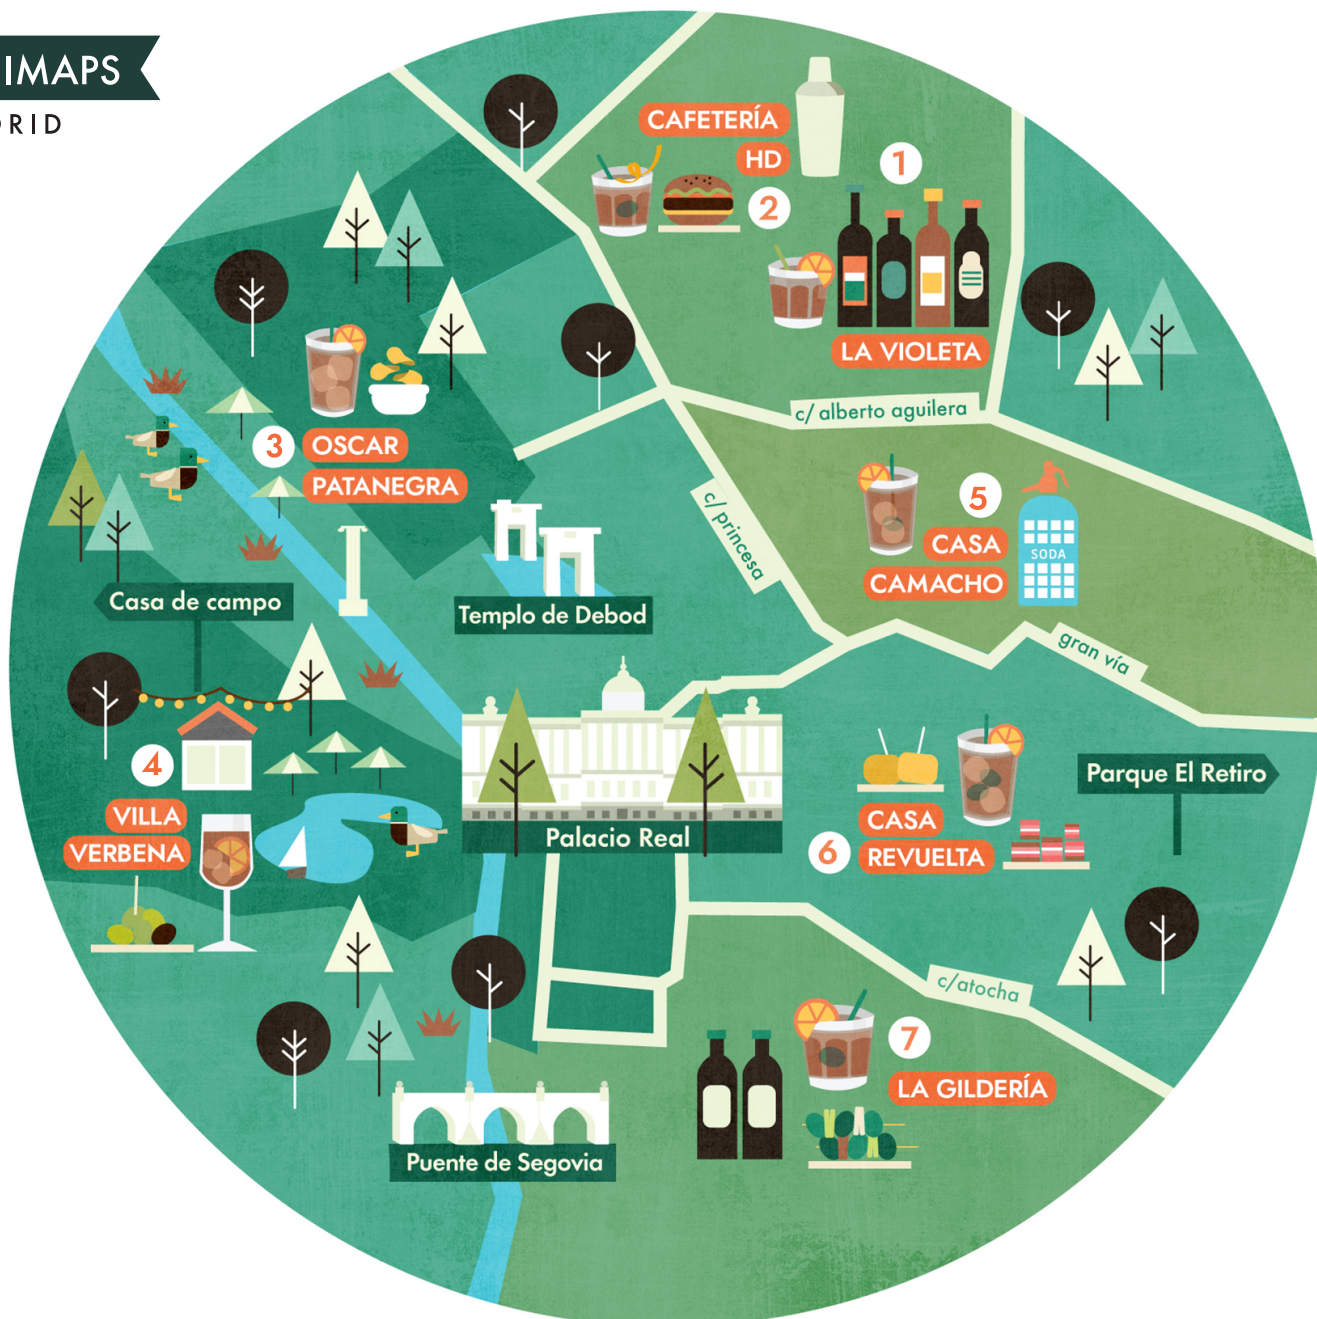 IMAPS
DRID
CAFETERÍA
HD
1
2
LA VIOLETA
c/ alberto aguilera
3
OSCAR
PATANEGRA
c/ princesa
5
CASA
CAMACHO
SODA
Casa de campo
Templo de Debod
gran vía
4
VILLA
VERBENA
Palacio Real
CASA
6
REVUELTA
Parque El Retiro
c/atocha
7
LA GILDERÍA
Puente de Segovia